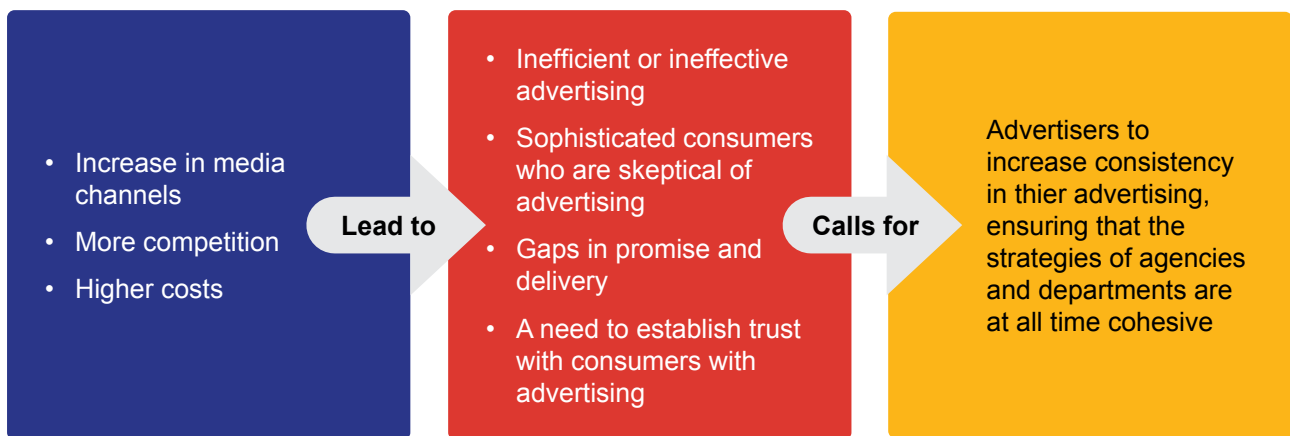 • Increase in media
channels
• More competition
• Higher costs
Lead to
• Inefficient or ineffective
advertising
• Sophisticated consumers
who are skeptical of
advertising
• Gaps in promise and
delivery
• A need to establish trust
with consumers with
advertising
Calls for
Advertisers to
increase consistency
in thier advertising,
ensuring that the
strategies of agencies
and departments are
at all time cohesive